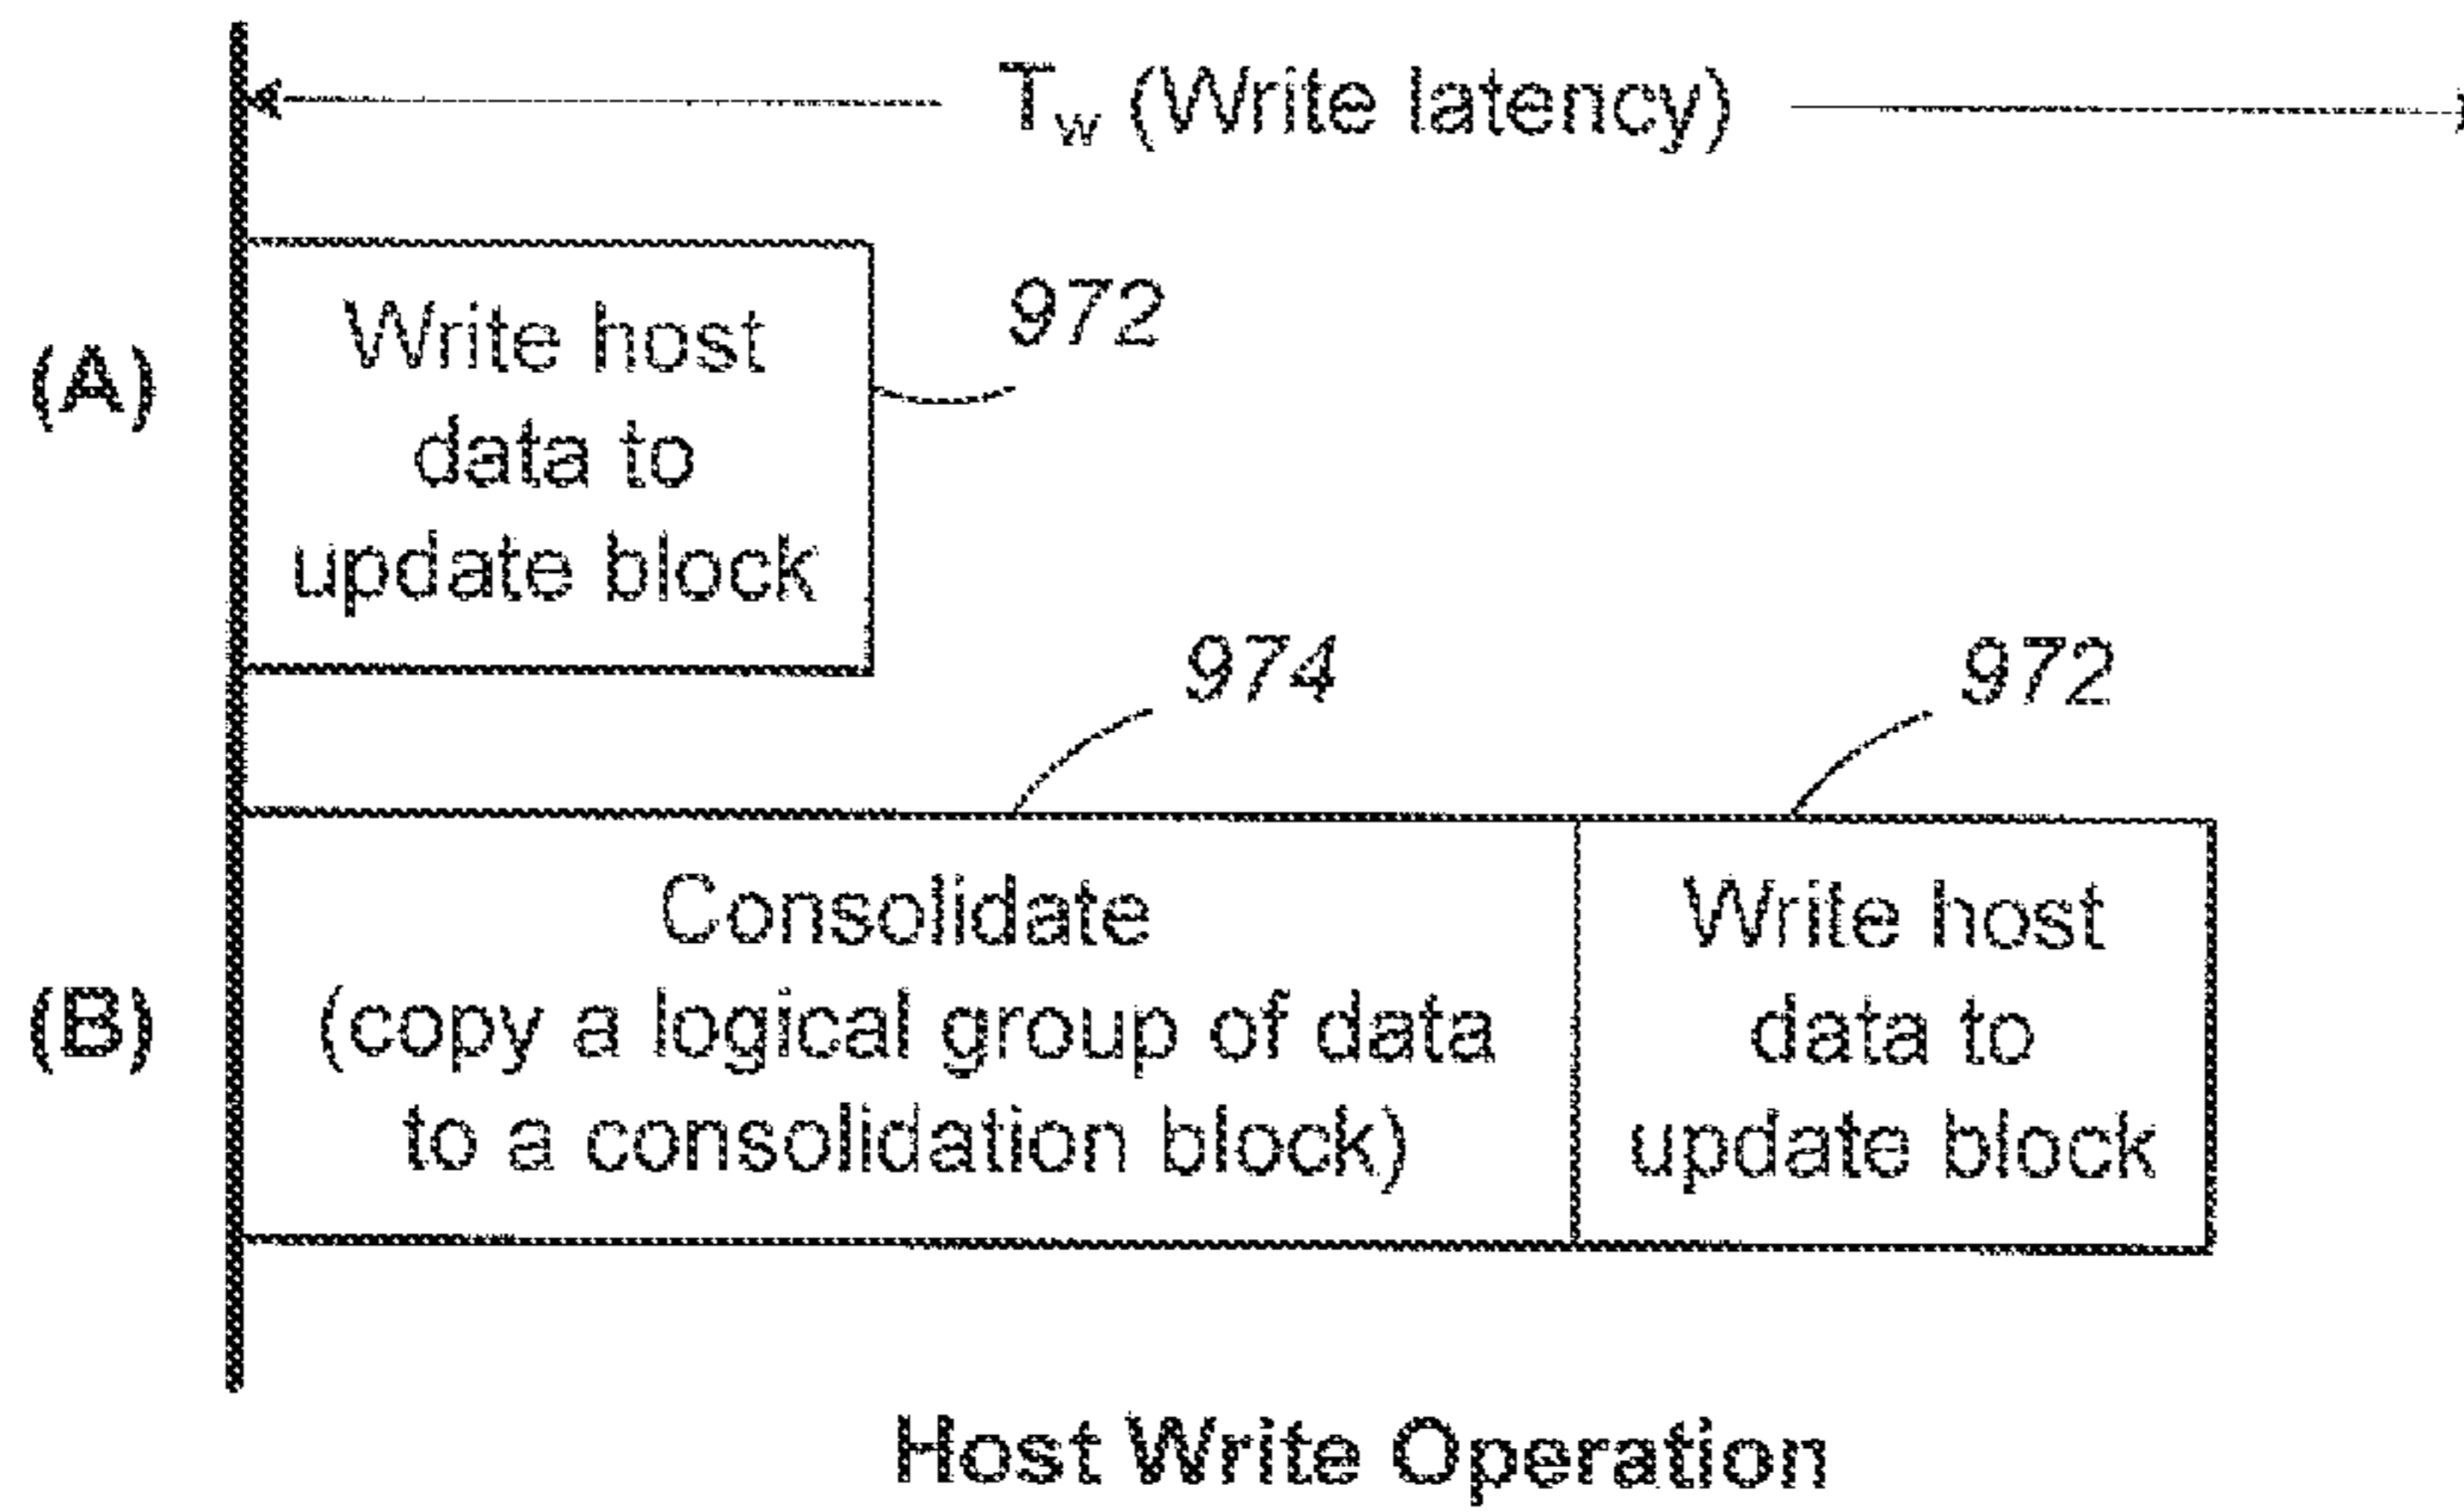 Tw (Write latency)
972
(A)
Write host
data to
update block
974
972
(B)
Consolidate
(copy a logical group of data
to a consolidation block)
Write host
data to
update block
Host Write Operation